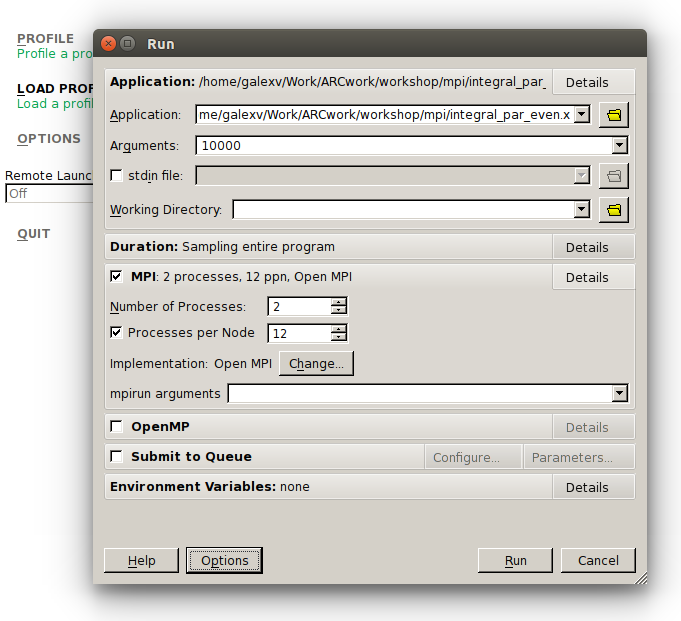 PROFILE
Profile a pro
LOAD PROF
Load a profil
OPTIONS
Remote Launc
Off
QUIT
Run
Application: /home/galexv/Work/ARCwork/workshop/mpi/integral_par_ Details
Application: me/galexv/Work/ARCwork/workshop/mpi/integral_par_even.x
Arguments: 10000
stdin file:
Working Directory:
Duration: Sampling entire program Details
MPI: 2 processes, 12 ppn, Open MPI Details
Number of Processes: 2
Processes per Node 12
Implementation: Open MPI Change...
mpirun arguments
OpenMP Details
Submit to Queue Configure... Parameters...
Environment Variables: none Details
Help Options Run Cancel